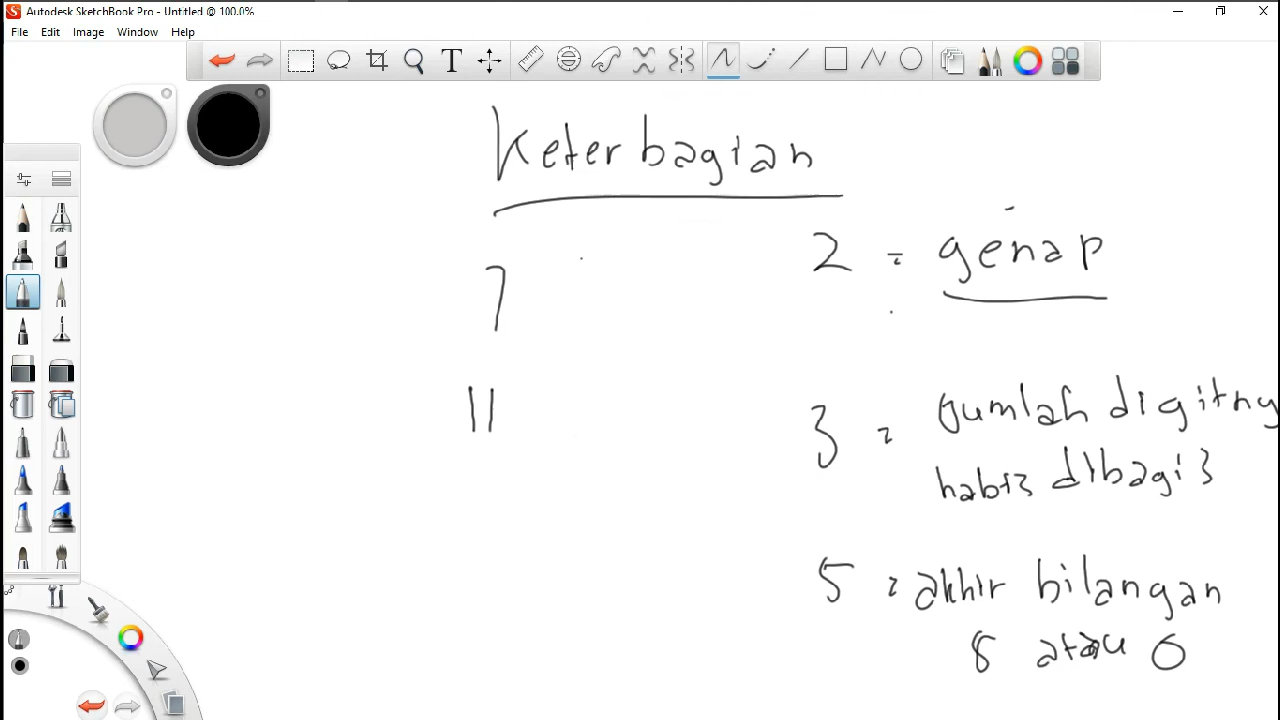 Autodesk SketchBook Pro - Untitled @ 100.0%
File Edit Image Window Help
Keterbagian
7
11
2 = genap
3 = Jumlah digitny
habis dibagi 3
5 = akhir bilangan
8 atau 0